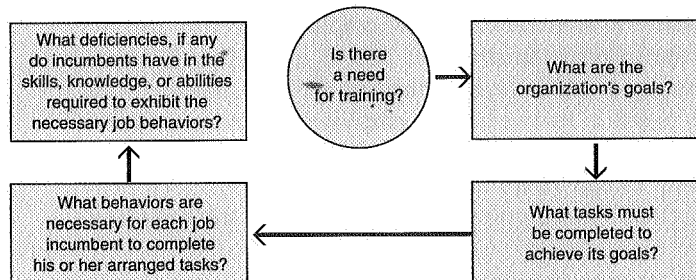 Is there
a need
for training?
What are the
organization's goals?
What tasks must
be completed to
achieve its goals?
What behaviors are
necessary for each job
incumbent to complete
his or her arranged tasks?
What deficiencies, if any
do incumbents have in the
skills, knowledge, or abilities
required to exhibit the
necessary job behaviors?